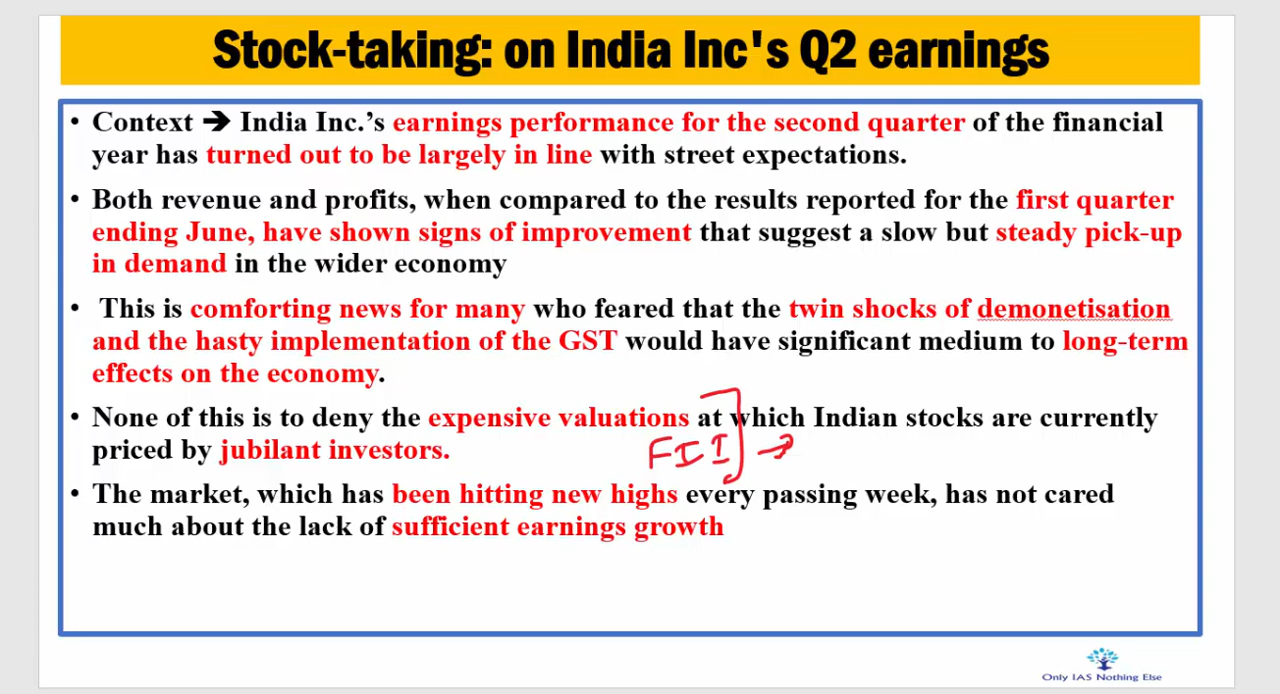 Stock-taking: on India Inc's Q2 earnings
• Context ➔ India Inc.’s earnings performance for the second quarter of the financial
year has turned out to be largely in line with street expectations.
• Both revenue and profits, when compared to the results reported for the first quarter
ending June, have shown signs of improvement that suggest a slow but steady pick-up
in demand in the wider economy
• This is comforting news for many who feared that the twin shocks of demonetisation
and the hasty implementation of the GST would have significant medium to long-term
effects on the economy.
• None of this is to deny the expensive valuations at which Indian stocks are currently
priced by jubilant investors.
FII →
• The market, which has been hitting new highs every passing week, has not cared
much about the lack of sufficient earnings growth
Only IAS Nothing Else